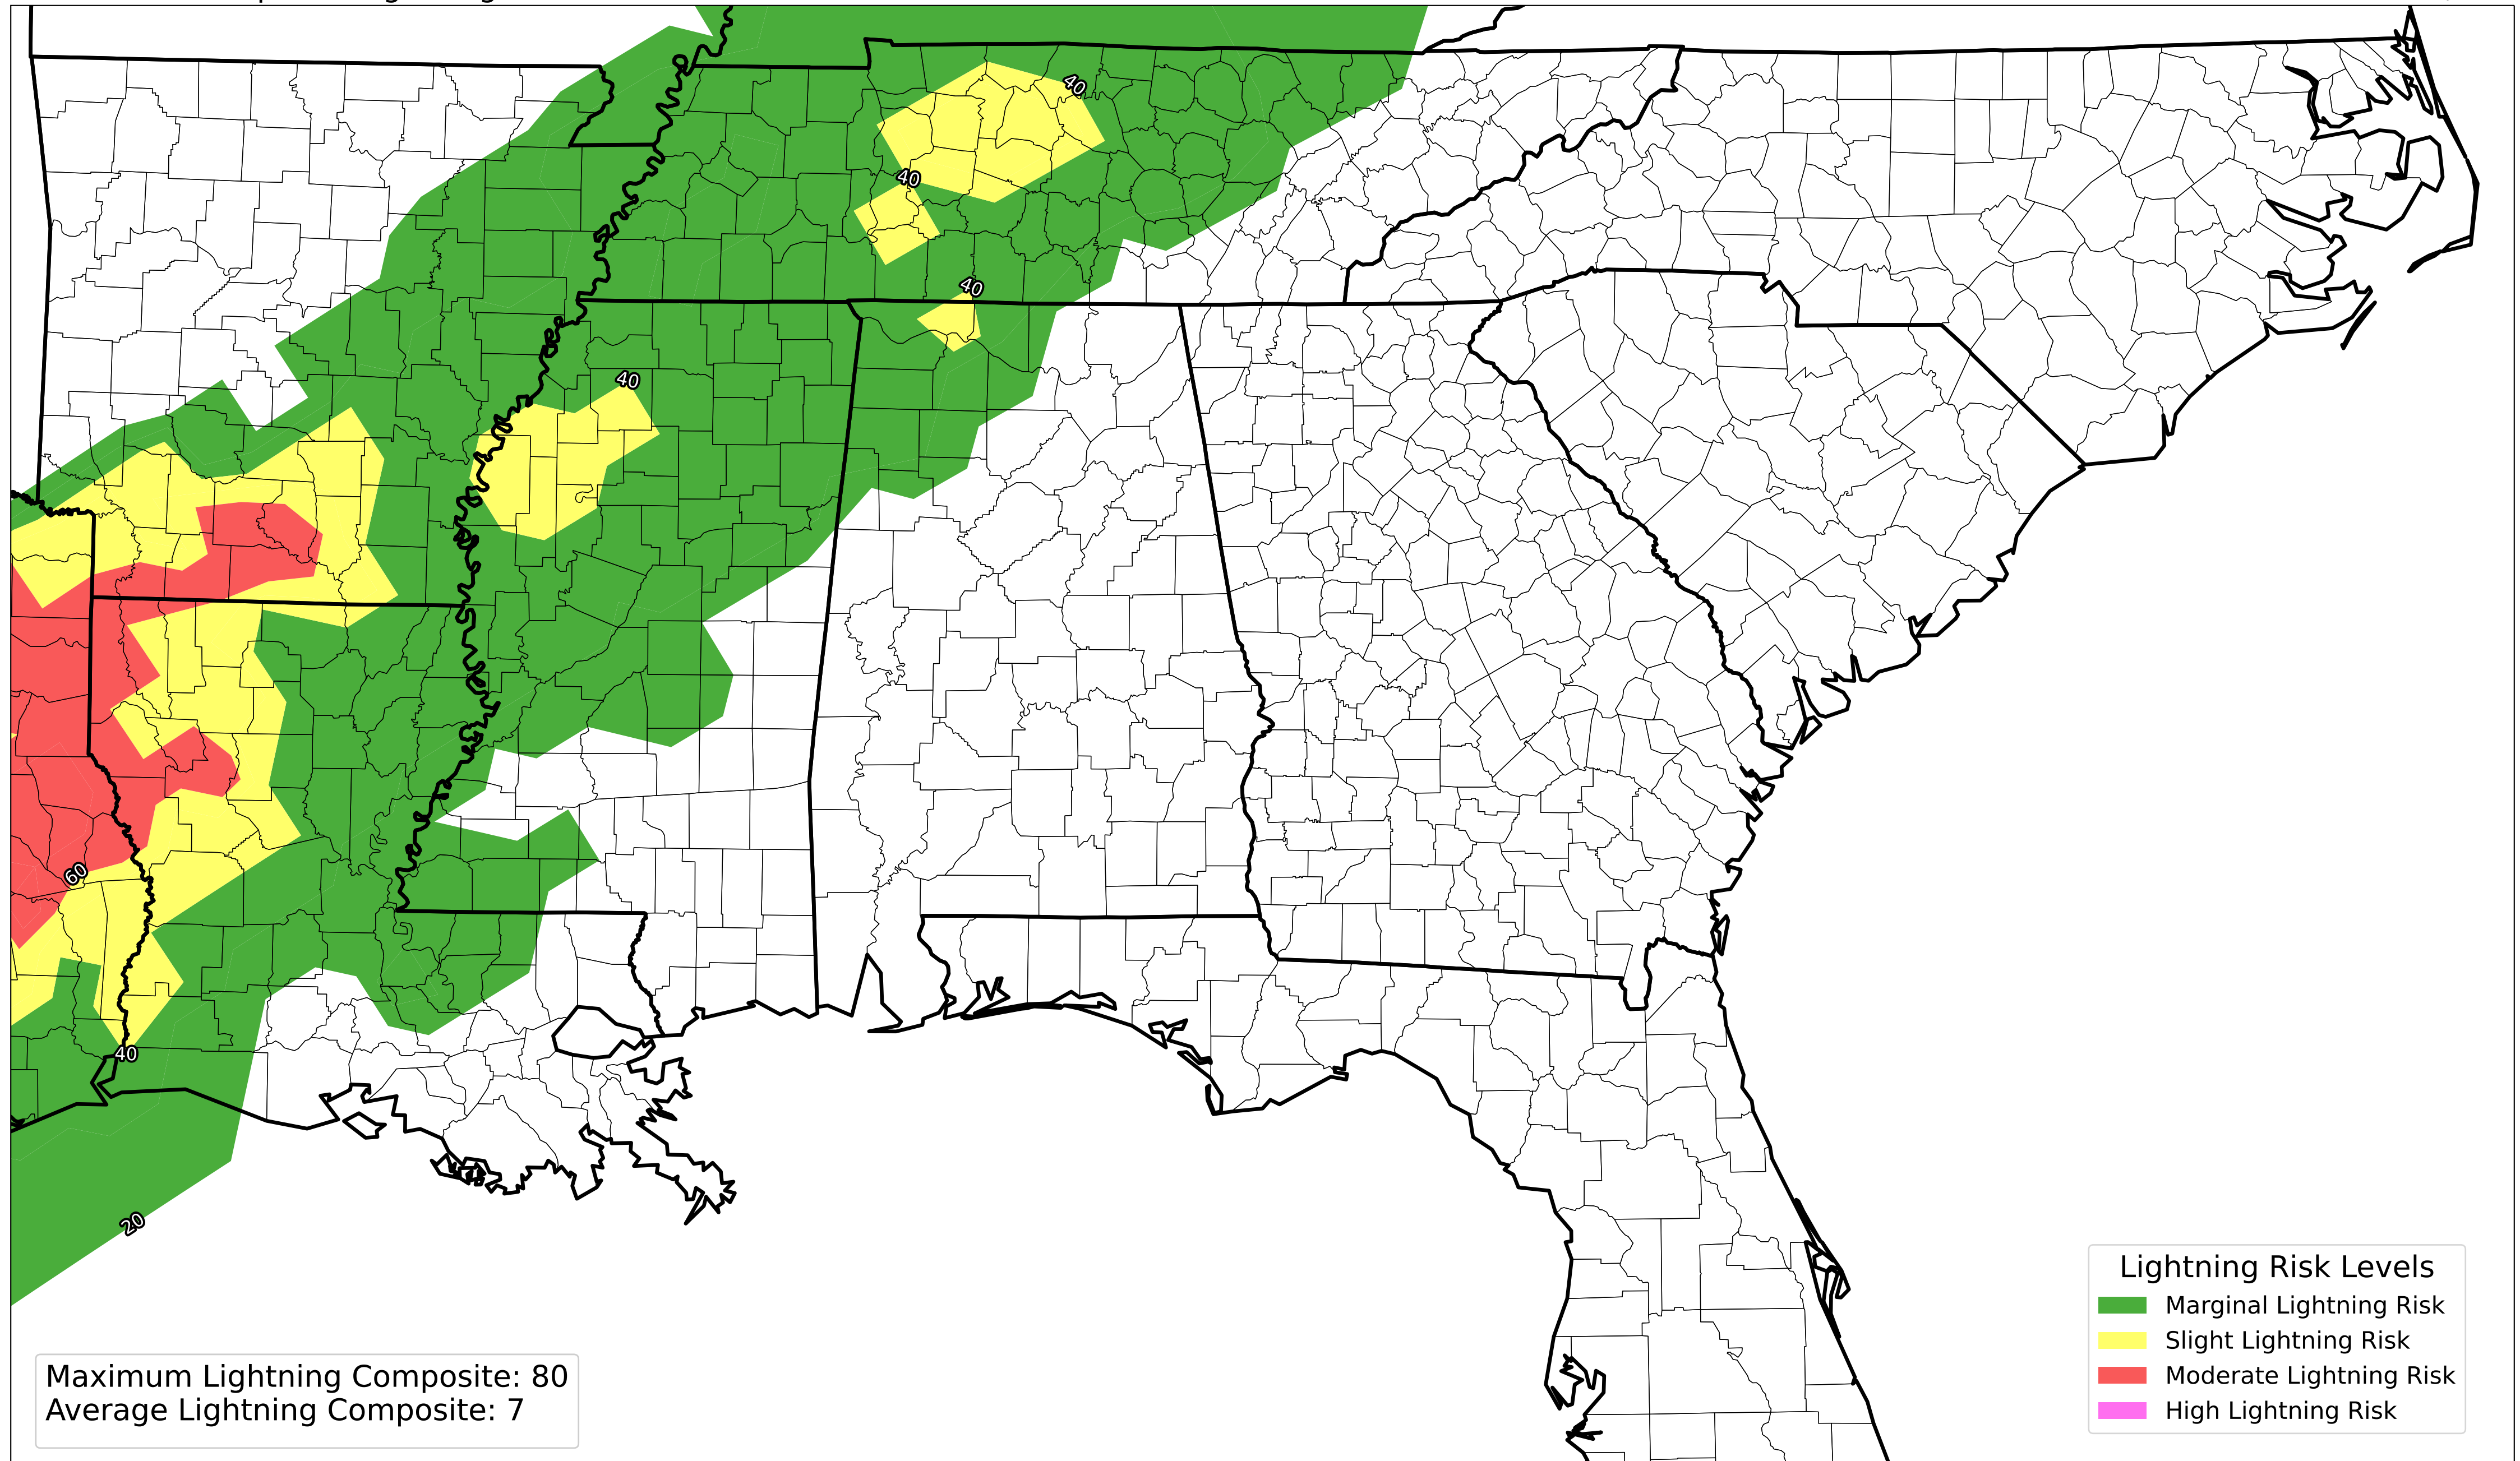 40
40
40
40
60
40
20
Lightning Risk Levels
Marginal Lightning Risk
Slight Lightning Risk
Moderate Lightning Risk
High Lightning Risk
Maximum Lightning Composite: 80
Average Lightning Composite: 7